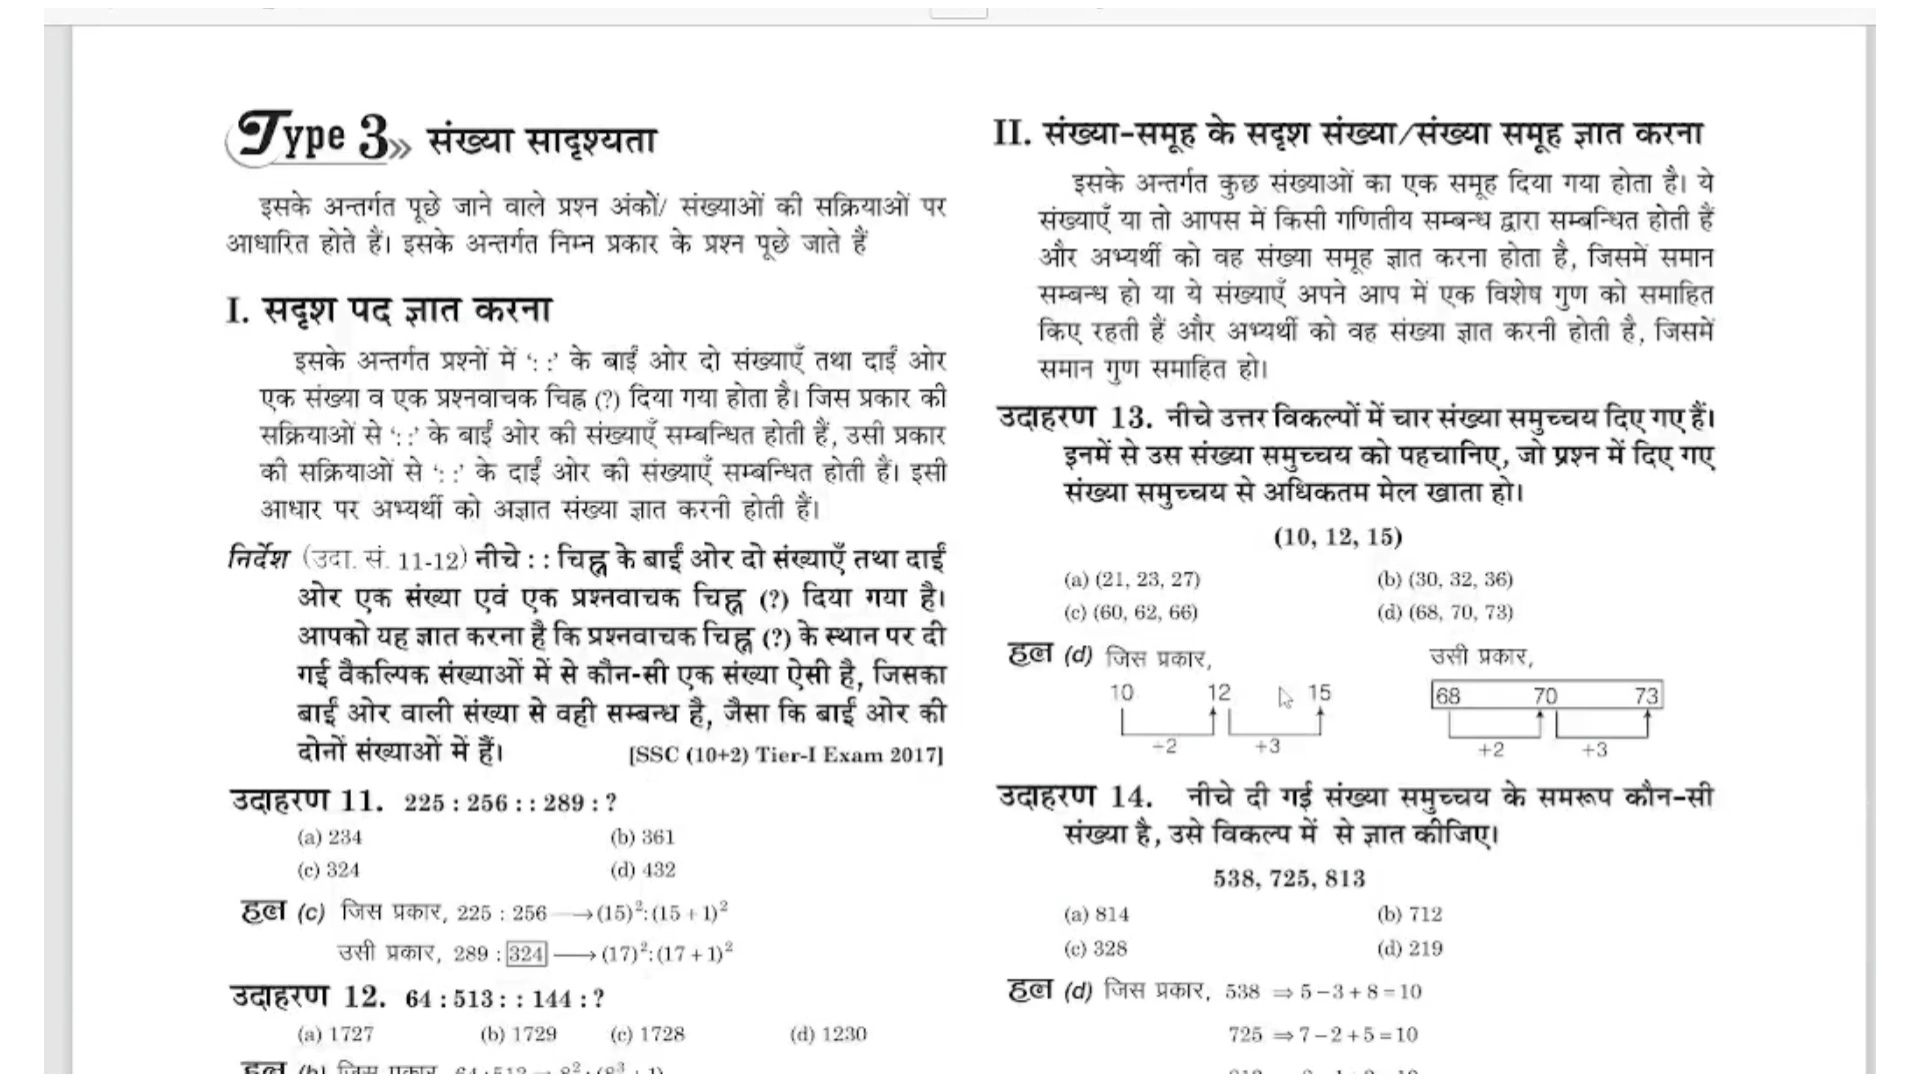 Type 3» संख्या सादृश्यता
इसके अन्तर्गत पूछे जाने वाले प्रश्न अंकों/ संख्याओं की सक्रियाओं पर
आधारित होते हैं। इसके अन्तर्गत निम्न प्रकार के प्रश्न पूछे जाते हैं
I. सदृश पद ज्ञात करना
इसके अन्तर्गत प्रश्नों में ': :' के बाईं ओर दो संख्याएँ तथा दाईं ओर
एक संख्या व एक प्रश्नवाचक चिह्न (?) दिया गया होता है। जिस प्रकार की
सक्रियाओं से ': :' के बाईं ओर की संख्याएँ सम्बन्धित होती हैं, उसी प्रकार
की सक्रियाओं से ': :' के दाईं ओर की संख्याएँ सम्बन्धित होती हैं। इसी
आधार पर अभ्यर्थी को अज्ञात संख्या ज्ञात करनी होती हैं।
निर्देश (उदा. सं. 11-12) नीचे : : चिह्न के बाईं ओर दो संख्याएँ तथा दाईं
ओर एक संख्या एवं एक प्रश्नवाचक चिह्न (?) दिया गया है।
आपको यह ज्ञात करना है कि प्रश्नवाचक चिह्न (?) के स्थान पर दी
गई वैकल्पिक संख्याओं में से कौन-सी एक संख्या ऐसी है, जिसका
बाईं ओर वाली संख्या से वही सम्बन्ध है, जैसा कि बाईं ओर की
दोनों संख्याओं में हैं। [SSC (10+2) Tier-I Exam 2017]
उदाहरण 11. 225 : 256 : : 289 : ?
(a) 234 (b) 361
(c) 324 (d) 432
हल (c) जिस प्रकार, 225 : 256 ⟶ (15)²:(15 + 1)²
उसी प्रकार, 289 : 324 ⟶ (17)²:(17 + 1)²
उदाहरण 12. 64 : 513 : : 144 : ?
(a) 1727 (b) 1729 (c) 1728 (d) 1230
हल (b) जिस प्रकार,
II. संख्या-समूह के सदृश संख्या/संख्या समूह ज्ञात करना
इसके अन्तर्गत कुछ संख्याओं का एक समूह दिया गया होता है। ये
संख्याएँ या तो आपस में किसी गणितीय सम्बन्ध द्वारा सम्बन्धित होती हैं
और अभ्यर्थी को वह संख्या समूह ज्ञात करना होता है, जिसमें समान
सम्बन्ध हो या ये संख्याएँ अपने आप में एक विशेष गुण को समाहित
किए रहती हैं और अभ्यर्थी को वह संख्या ज्ञात करनी होती है, जिसमें
समान गुण समाहित हो।
उदाहरण 13. नीचे उत्तर विकल्पों में चार संख्या समुच्चय दिए गए हैं।
इनमें से उस संख्या समुच्चय को पहचानिए, जो प्रश्न में दिए गए
संख्या समुच्चय से अधिकतम मेल खाता हो।
(10, 12, 15)
(a) (21, 23, 27) (b) (30, 32, 36)
(c) (60, 62, 66) (d) (68, 70, 73)
हल (d) जिस प्रकार, उसी प्रकार,
10 12 15 68 70 73
+2 +3 +2 +3
उदाहरण 14. नीचे दी गई संख्या समुच्चय के समरूप कौन-सी
संख्या है, उसे विकल्प में से ज्ञात कीजिए।
538, 725, 813
(a) 814 (b) 712
(c) 328 (d) 219
हल (d) जिस प्रकार, 538 ⇒ 5 – 3 + 8 = 10
725 ⇒ 7 – 2 + 5 = 10